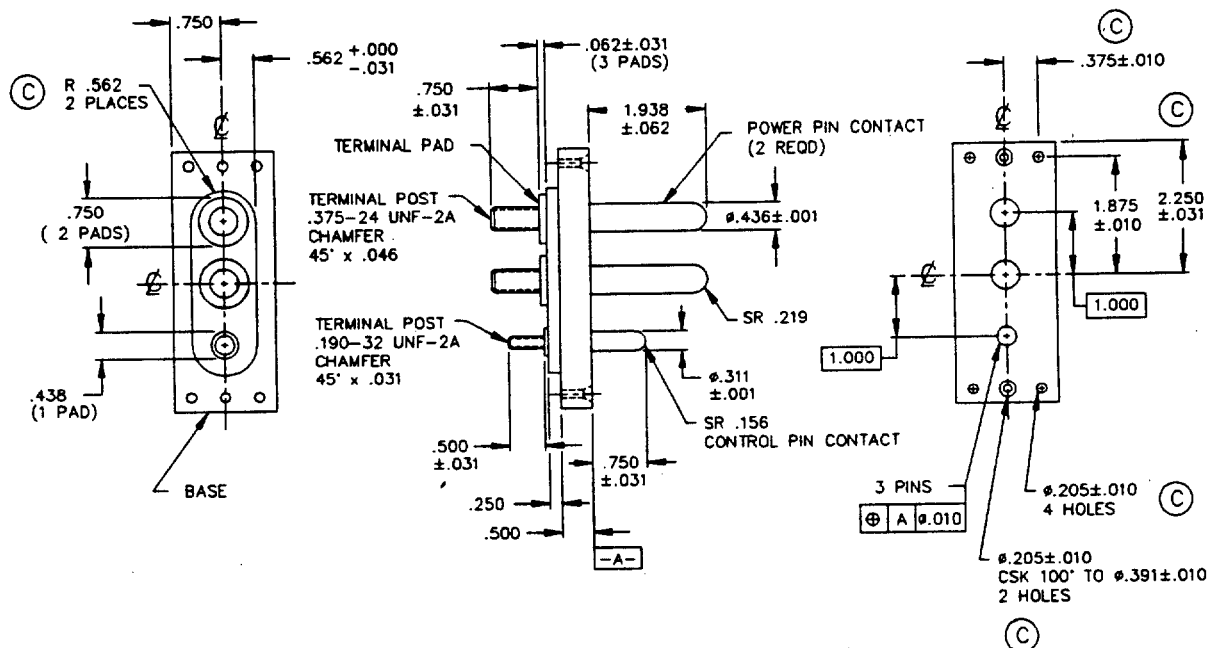 .750
.562 +.000
-.031
C
R .562
2 PLACES
℄
.750
( 2 PADS)
℄
.438
(1 PAD)
BASE
.062±.031
(3 PADS)
.750
±.031
1.938
±.062
TERMINAL PAD
POWER PIN CONTACT
(2 REQD)
TERMINAL POST
.375-24 UNF-2A
CHAMFER
45° x .046
ø.436±.001
SR .219
TERMINAL POST
.190-32 UNF-2A
CHAMFER
45° x .031
ø.311
±.001
SR .156
CONTROL PIN CONTACT
.500
±.031
.750
±.031
.250
.500
-A-
C
.375±.010
C
℄
2.250
±.031
1.875
±.010
℄
1.000
1.000
3 PINS
⌖ A ø.010
ø.205±.010
4 HOLES
C
ø.205±.010
CSK 100° TO ø.391±.010
2 HOLES
C